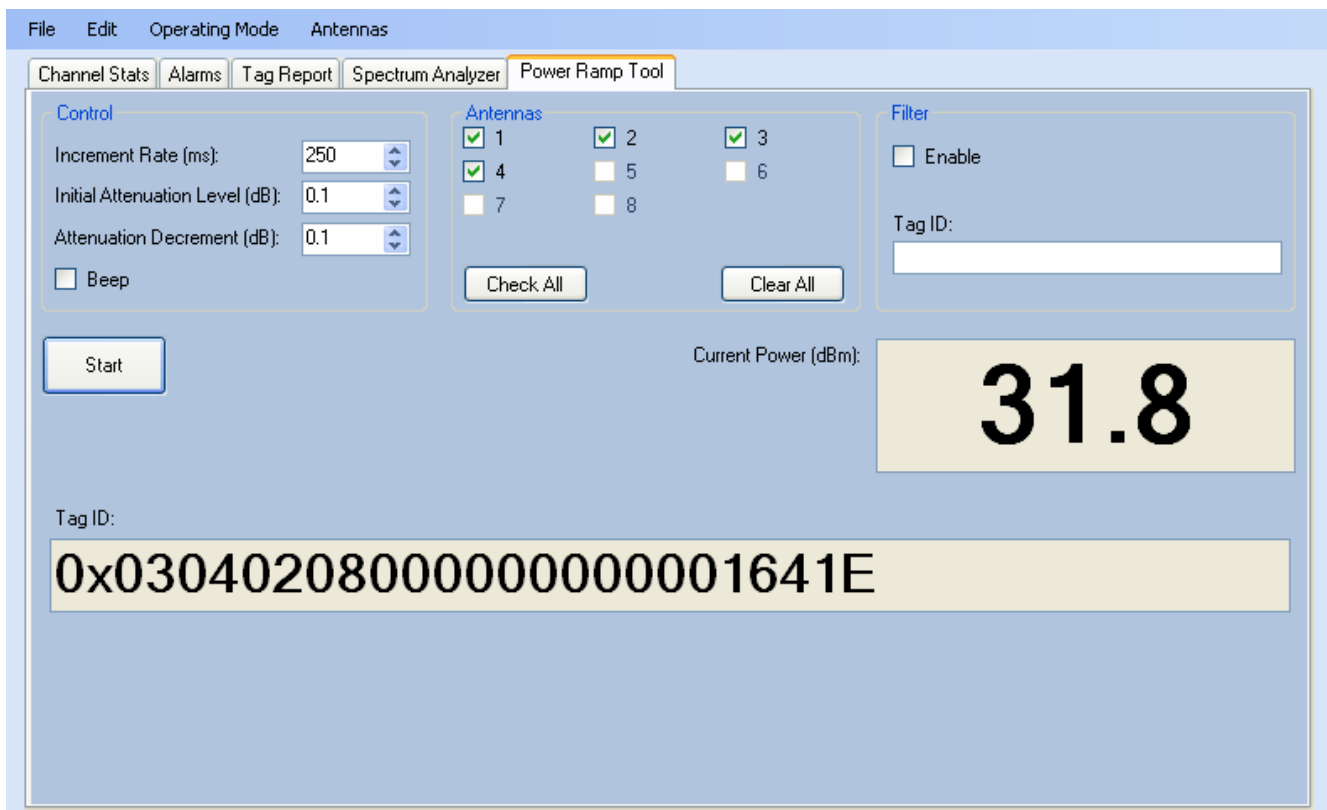 File Edit Operating Mode Antennas
Channel Stats Alarms Tag Report Spectrum Analyzer Power Ramp Tool
Control
Increment Rate (ms): 250
Initial Attenuation Level (dB): 0.1
Attenuation Decrement (dB): 0.1
Beep
Antennas
1 2 3
4 5 6
7 8
Check All Clear All
Filter
Enable
Tag ID:
Start
Current Power (dBm): 31.8
Tag ID:
0x03040208000000000001641E